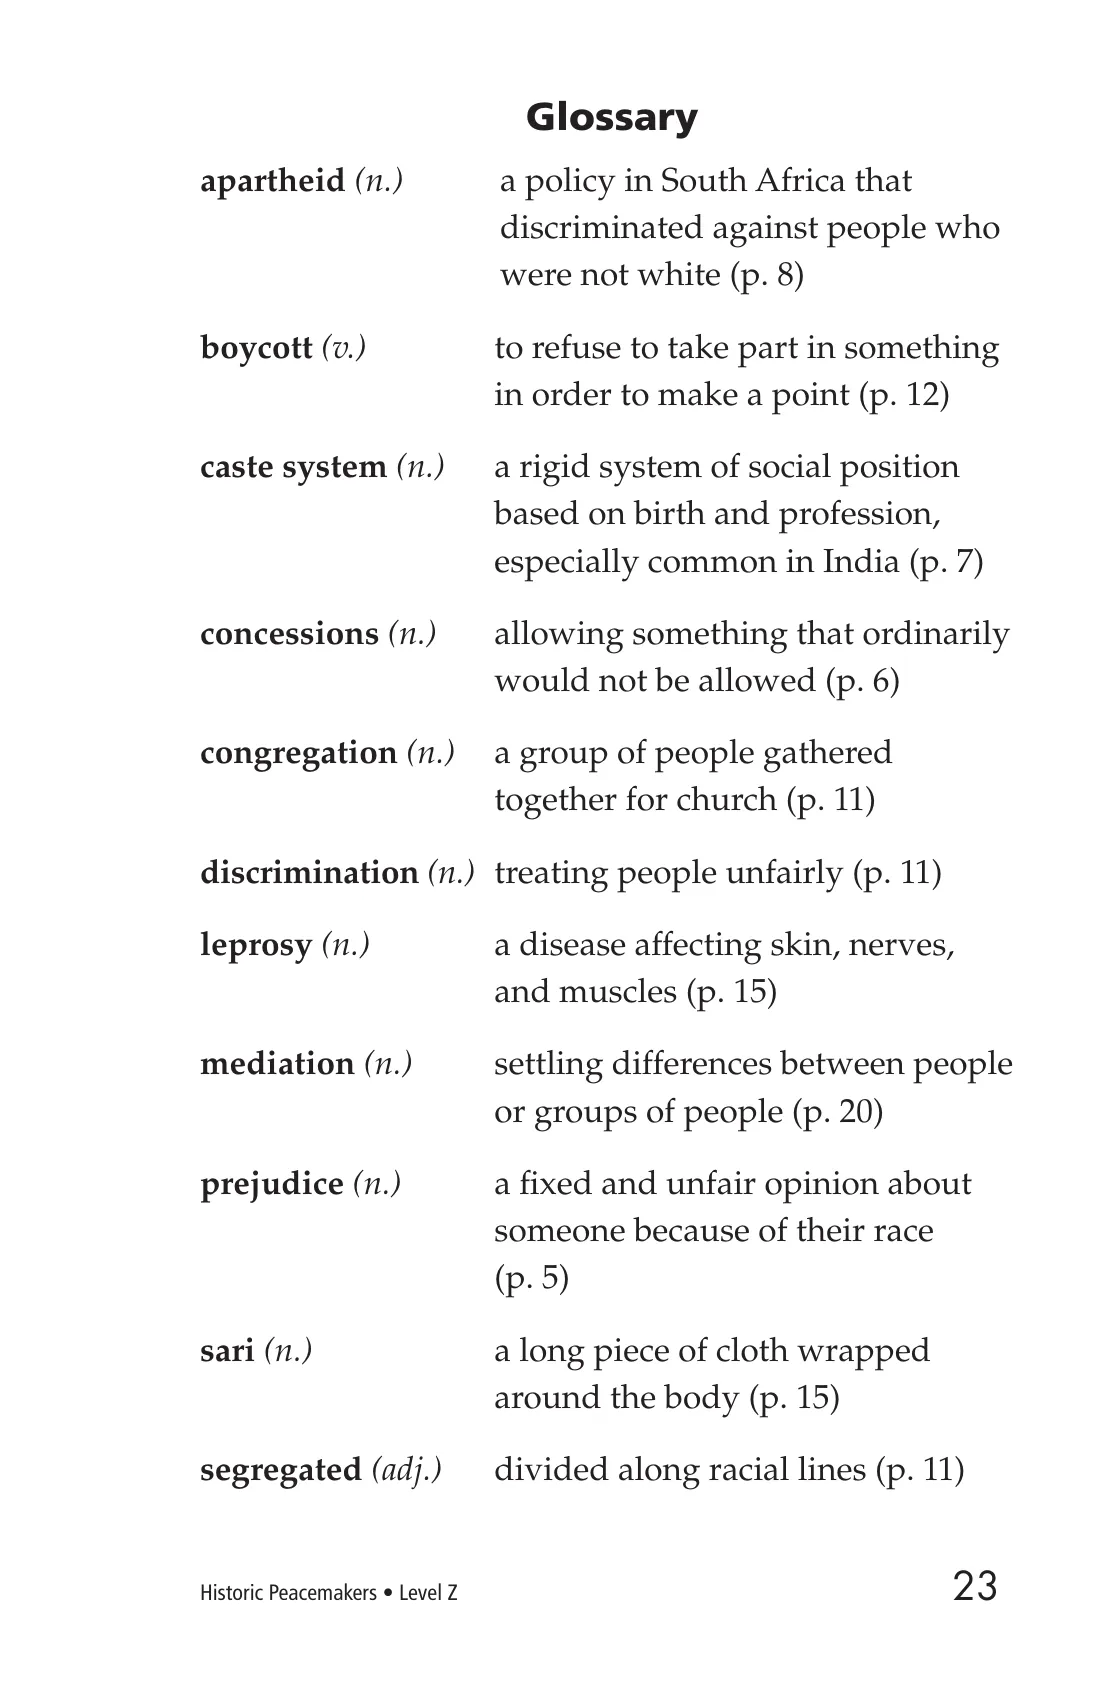 Glossary
apartheid (n.) a policy in South Africa that
discriminated against people who
were not white (p. 8)
boycott (v.) to refuse to take part in something
in order to make a point (p. 12)
caste system (n.) a rigid system of social position
based on birth and profession,
especially common in India (p. 7)
concessions (n.) allowing something that ordinarily
would not be allowed (p. 6)
congregation (n.) a group of people gathered
together for church (p. 11)
discrimination (n.) treating people unfairly (p. 11)
leprosy (n.) a disease affecting skin, nerves,
and muscles (p. 15)
mediation (n.) settling differences between people
or groups of people (p. 20)
prejudice (n.) a fixed and unfair opinion about
someone because of their race
(p. 5)
sari (n.) a long piece of cloth wrapped
around the body (p. 15)
segregated (adj.) divided along racial lines (p. 11)
Historic Peacemakers • Level Z 23